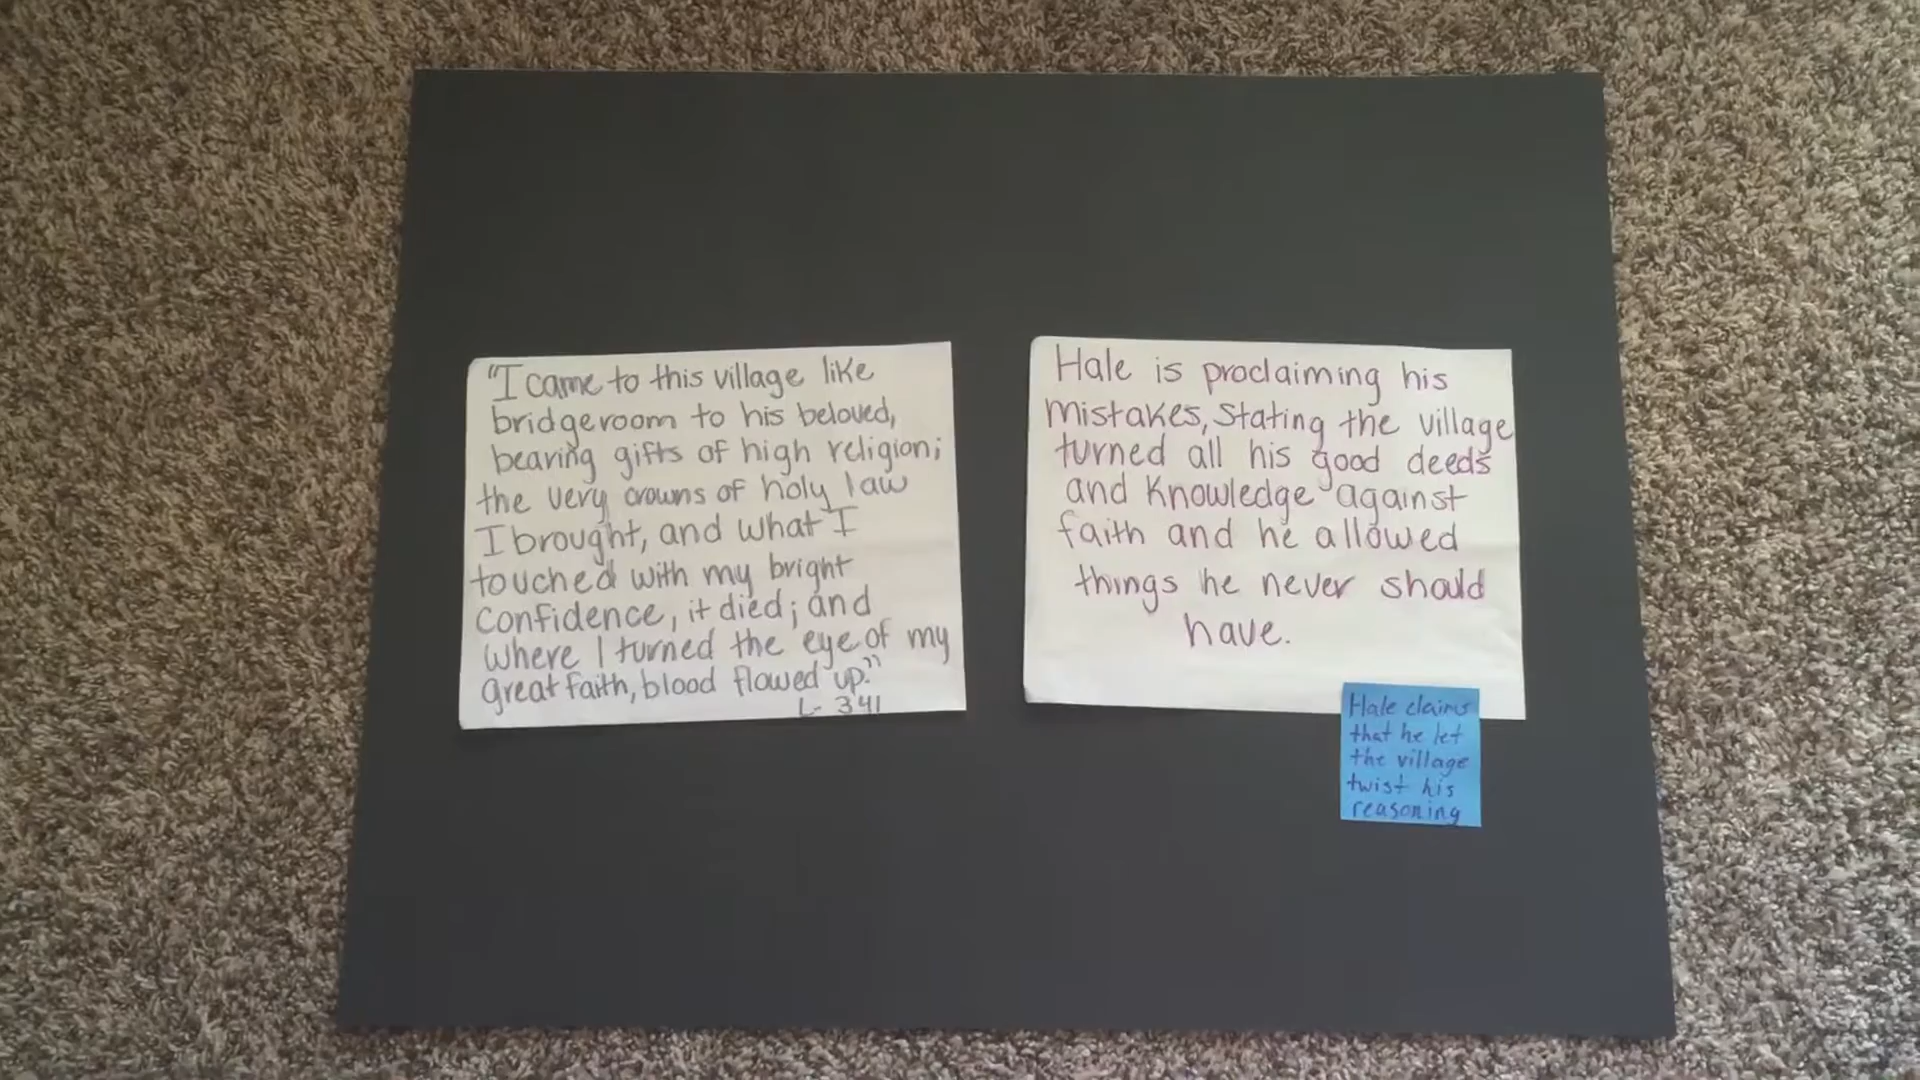 "I came to this village like
bridgeroom to his beloved,
bearing gifts of high religion;
the very crowns of holy law
I brought, and what I
touched with my bright
confidence, it died; and
where I turned the eye of my
great faith, blood flowed up."
L- 341
Hale is proclaiming his
mistakes, stating the village
turned all his good deeds
and knowledge against
faith and he allowed
things he never should
have.
Hale claims
that he let
the village
twist his
reasoning